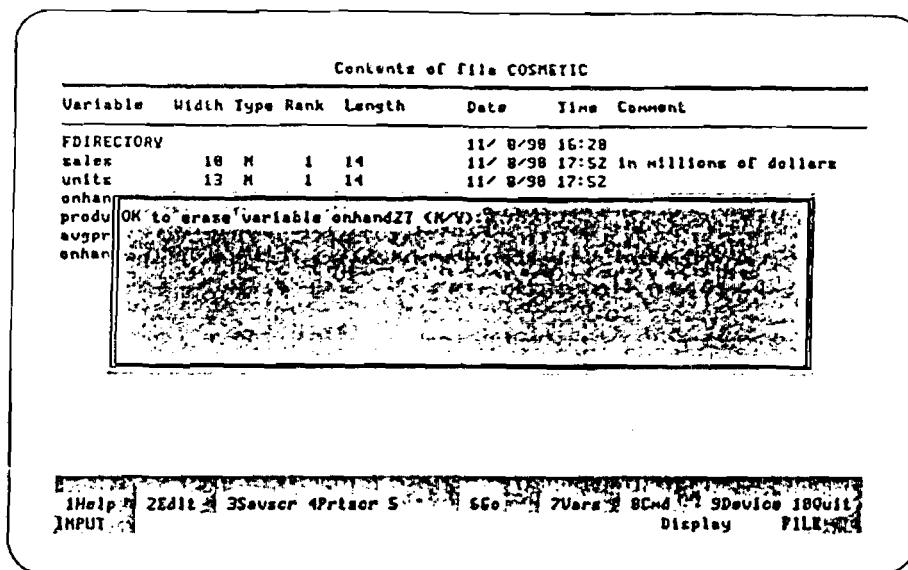 Contents of file COSMETIC
Variable Width Type Rank Length Date Time Comment
FDIRECTORY 11/ 8/90 16:28
sales 10 N 1 14 11/ 8/90 17:52 in millions of dollars
units 13 N 1 14 11/ 8/90 17:52
onhan
produ
avgpr
onhan
OK to erase variable onhand2? (N/Y):
1Help 2Edit 3Savscr 4Prtscr 5 6Go 7Vars 8Cmd 9Device 10Quit
INPUT Display FILE